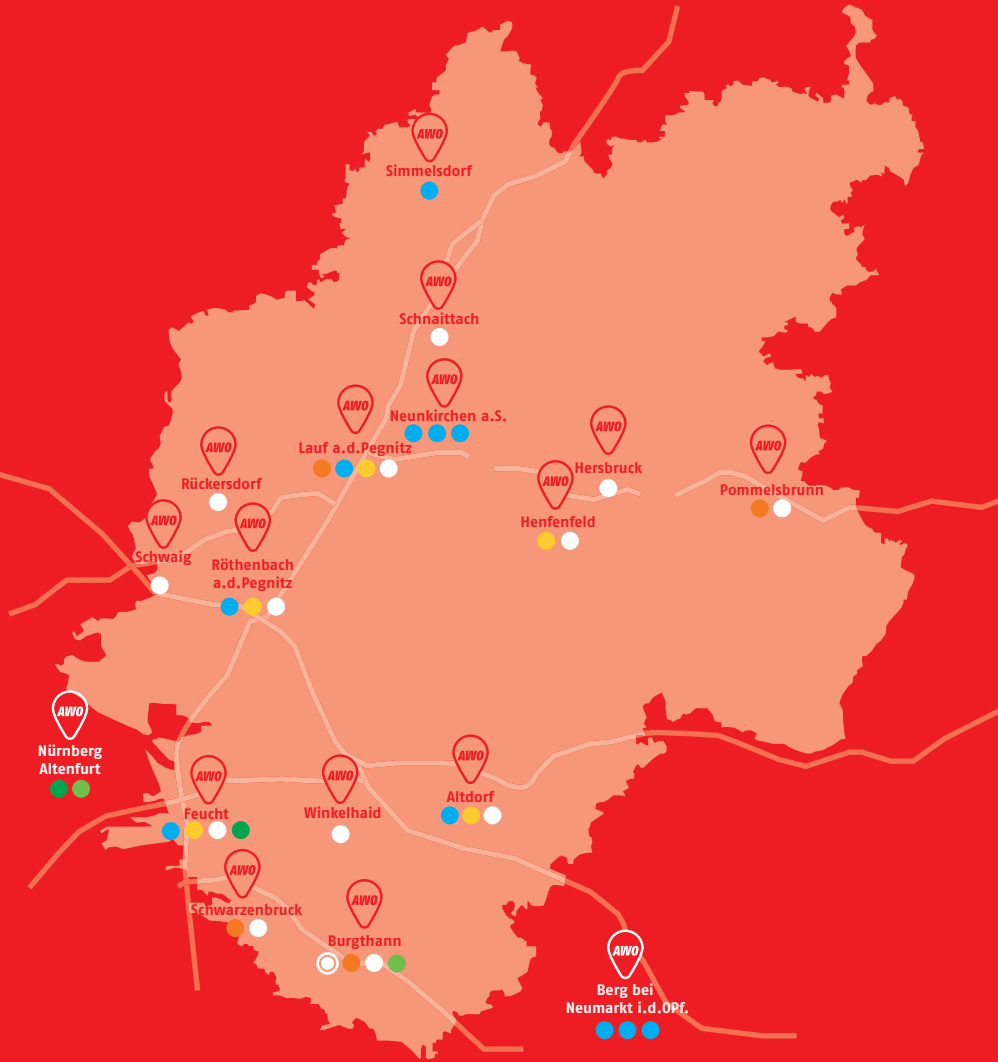 AWO
Simmelsdorf
AWO
Schnaittach
AWO
Neunkirchen a.S.
AWO
Lauf a.d.Pegnitz
AWO
Hersbruck
AWO
Pommelsbrunn
AWO
Rückersdorf
AWO
Henfenfeld
AWO
Schwaig
AWO
Röthenbach
a.d.Pegnitz
AWO
Nürnberg
Altenfurt
AWO
Feucht
AWO
Winkelhaid
AWO
Altdorf
AWO
Schwarzenbruck
AWO
Burgthann
AWO
Berg bei
Neumarkt i.d.OPf.